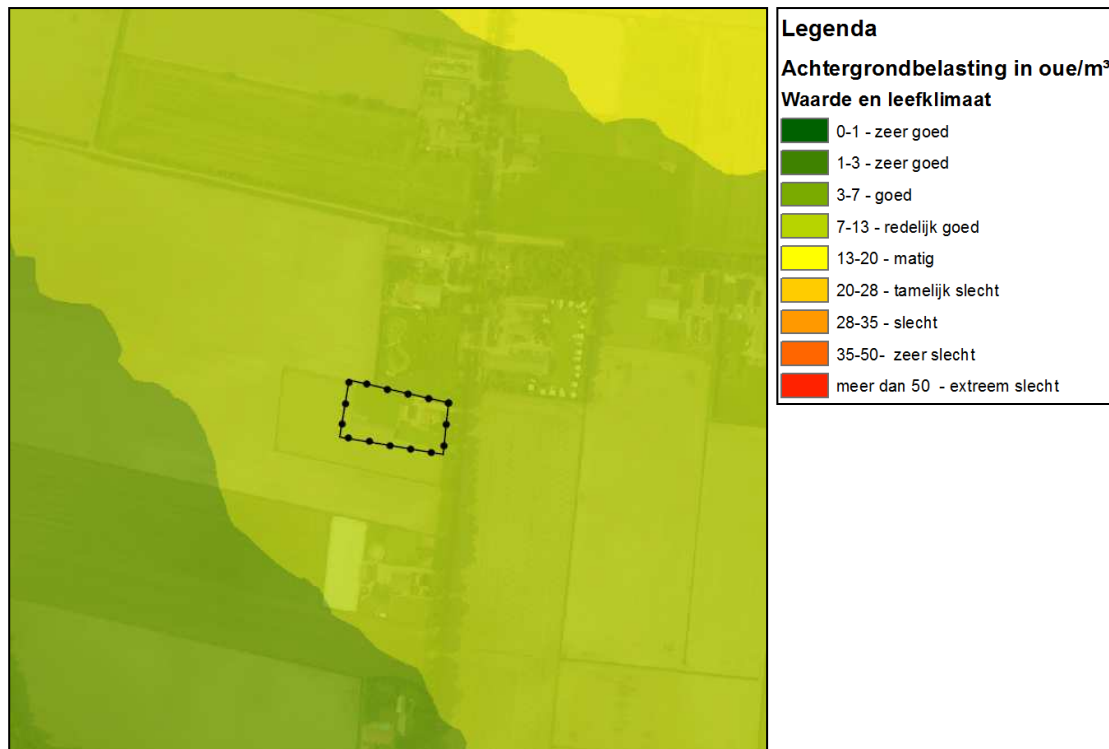 Legenda
Achtergrondbelasting in oue/m³
Waarde en leefklimaat
0-1 - zeer goed
1-3 - zeer goed
3-7 - goed
7-13 - redelijk goed
13-20 - matig
20-28 - tamelijk slecht
28-35 - slecht
35-50-  zeer slecht
meer dan 50  - extreem slecht